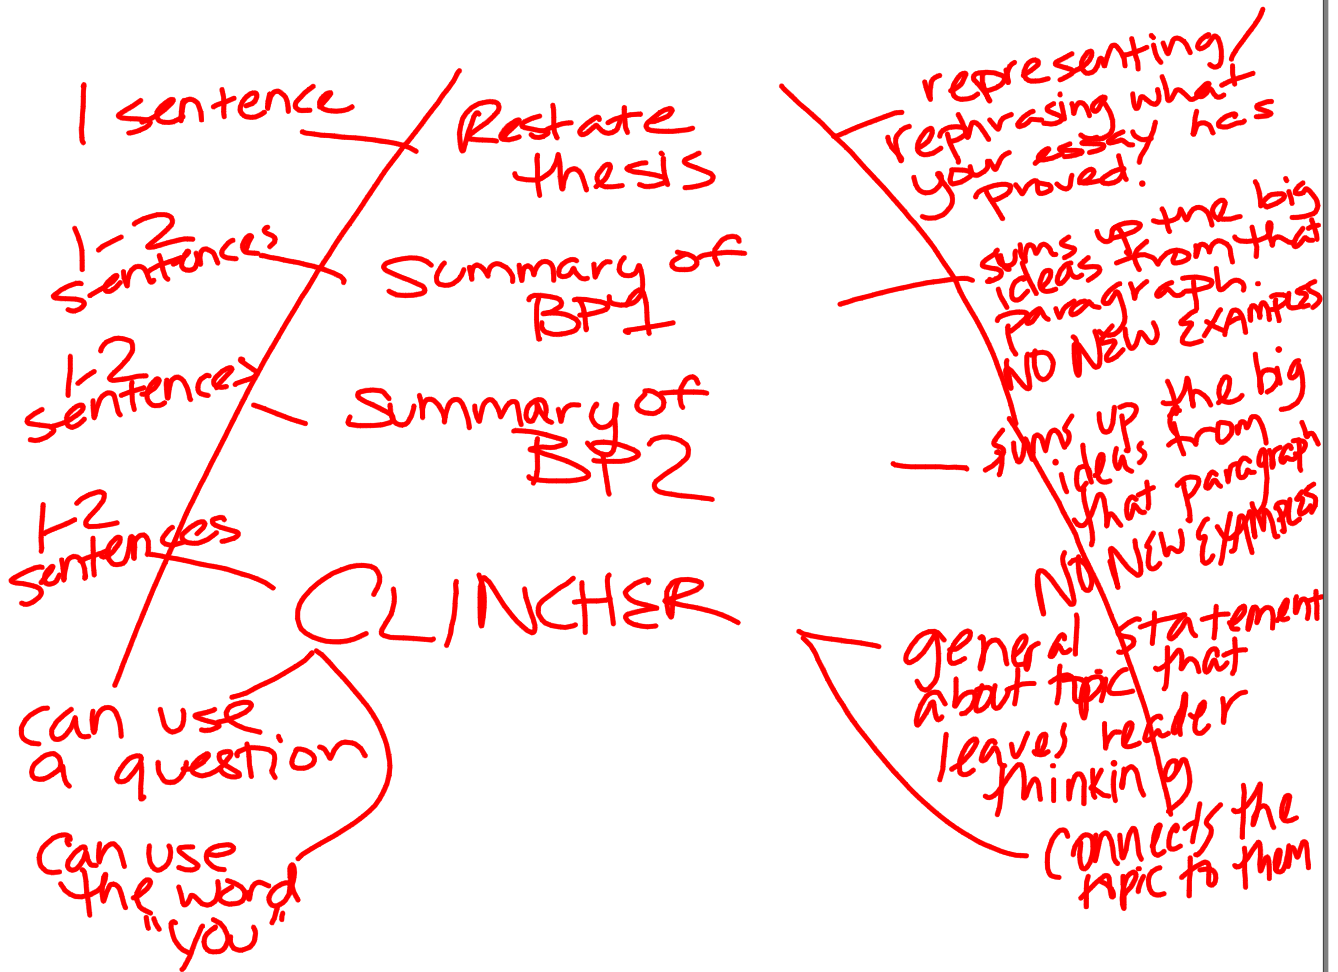 1 sentence
Restate
thesis
representing/
rephrasing what
your essay has
proved!
1-2
sentences
Summary of
BP1
sums up the big
ideas from that
paragraph.
NO NEW EXAMPLES
1-2
sentences
Summary of
BP2
sums up the big
ideas from
that paragraph
NO NEW EXAMPLES
1-2
sentences
CLINCHER
general statement
about topic that
leaves reader
thinking
connects the
topic to them
can use
a question
can use
the word
"you"